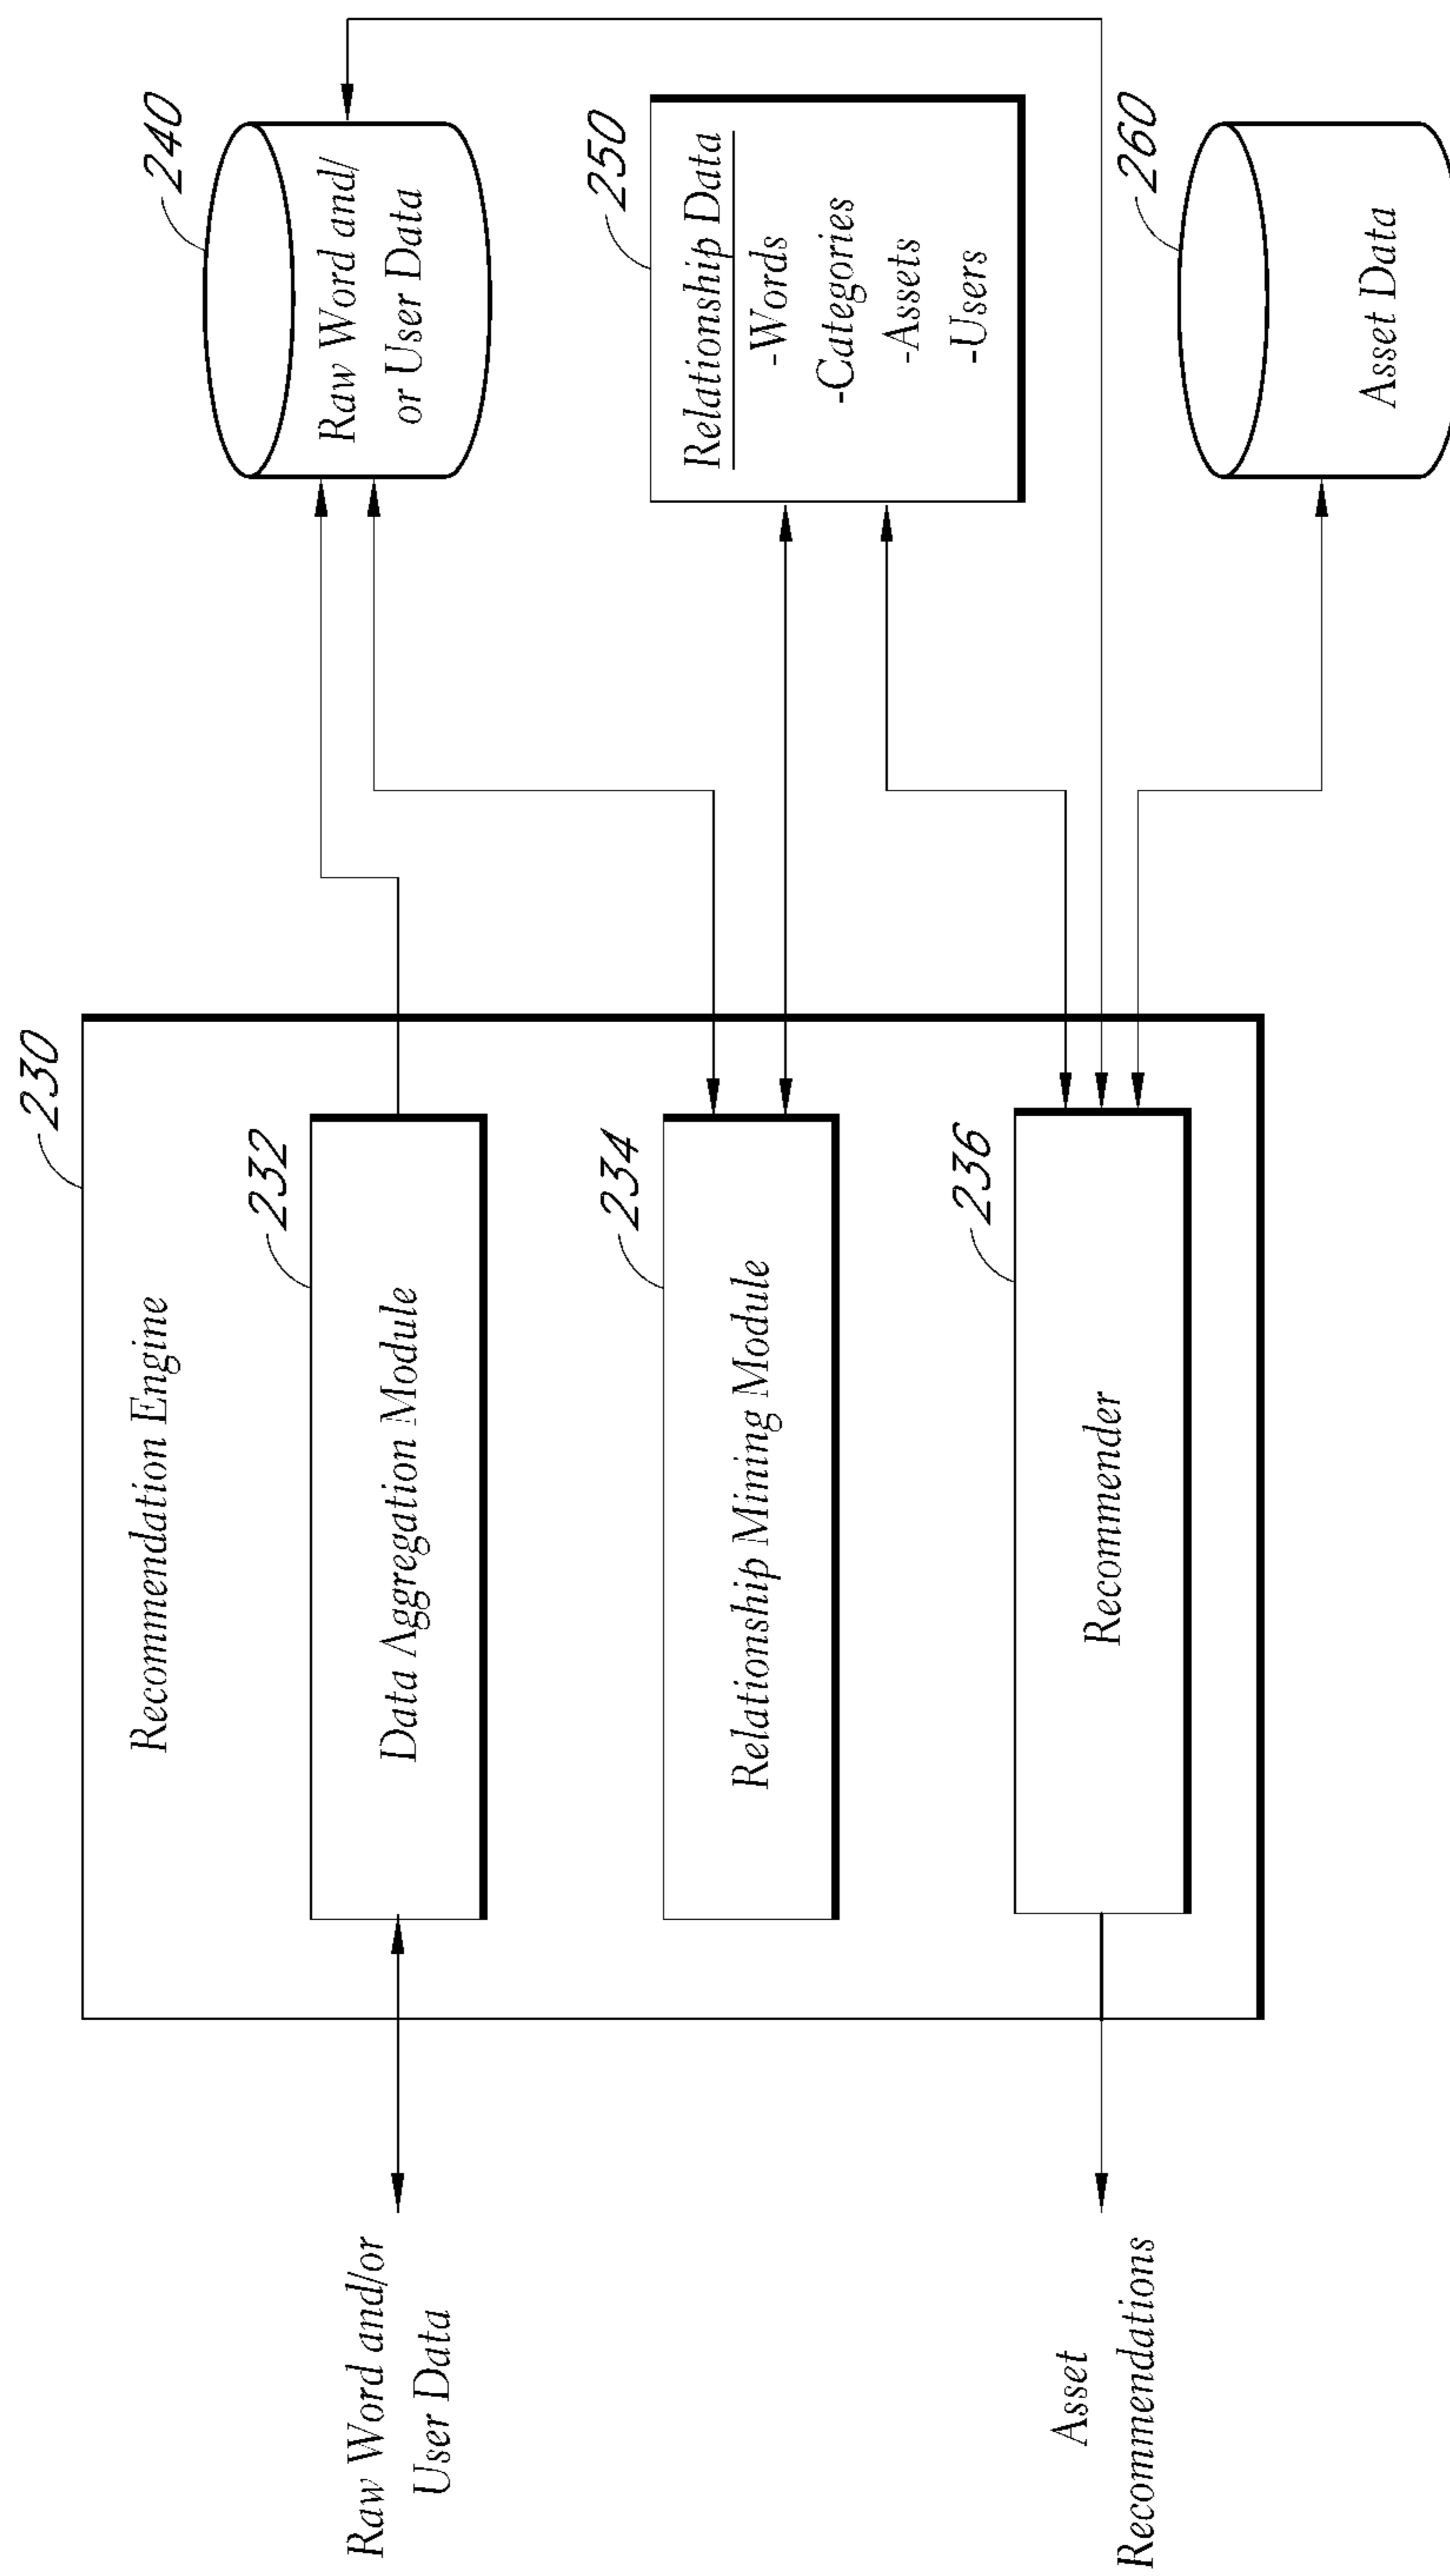 230
Recommendation Engine
Raw Word and/or
User Data
232
Data Aggregation Module
240
Raw Word and/
or User Data
234
Relationship Mining Module
250
Relationship Data
-Words
-Categories
-Assets
-Users
Asset
Recommendations
236
Recommender
260
Asset Data